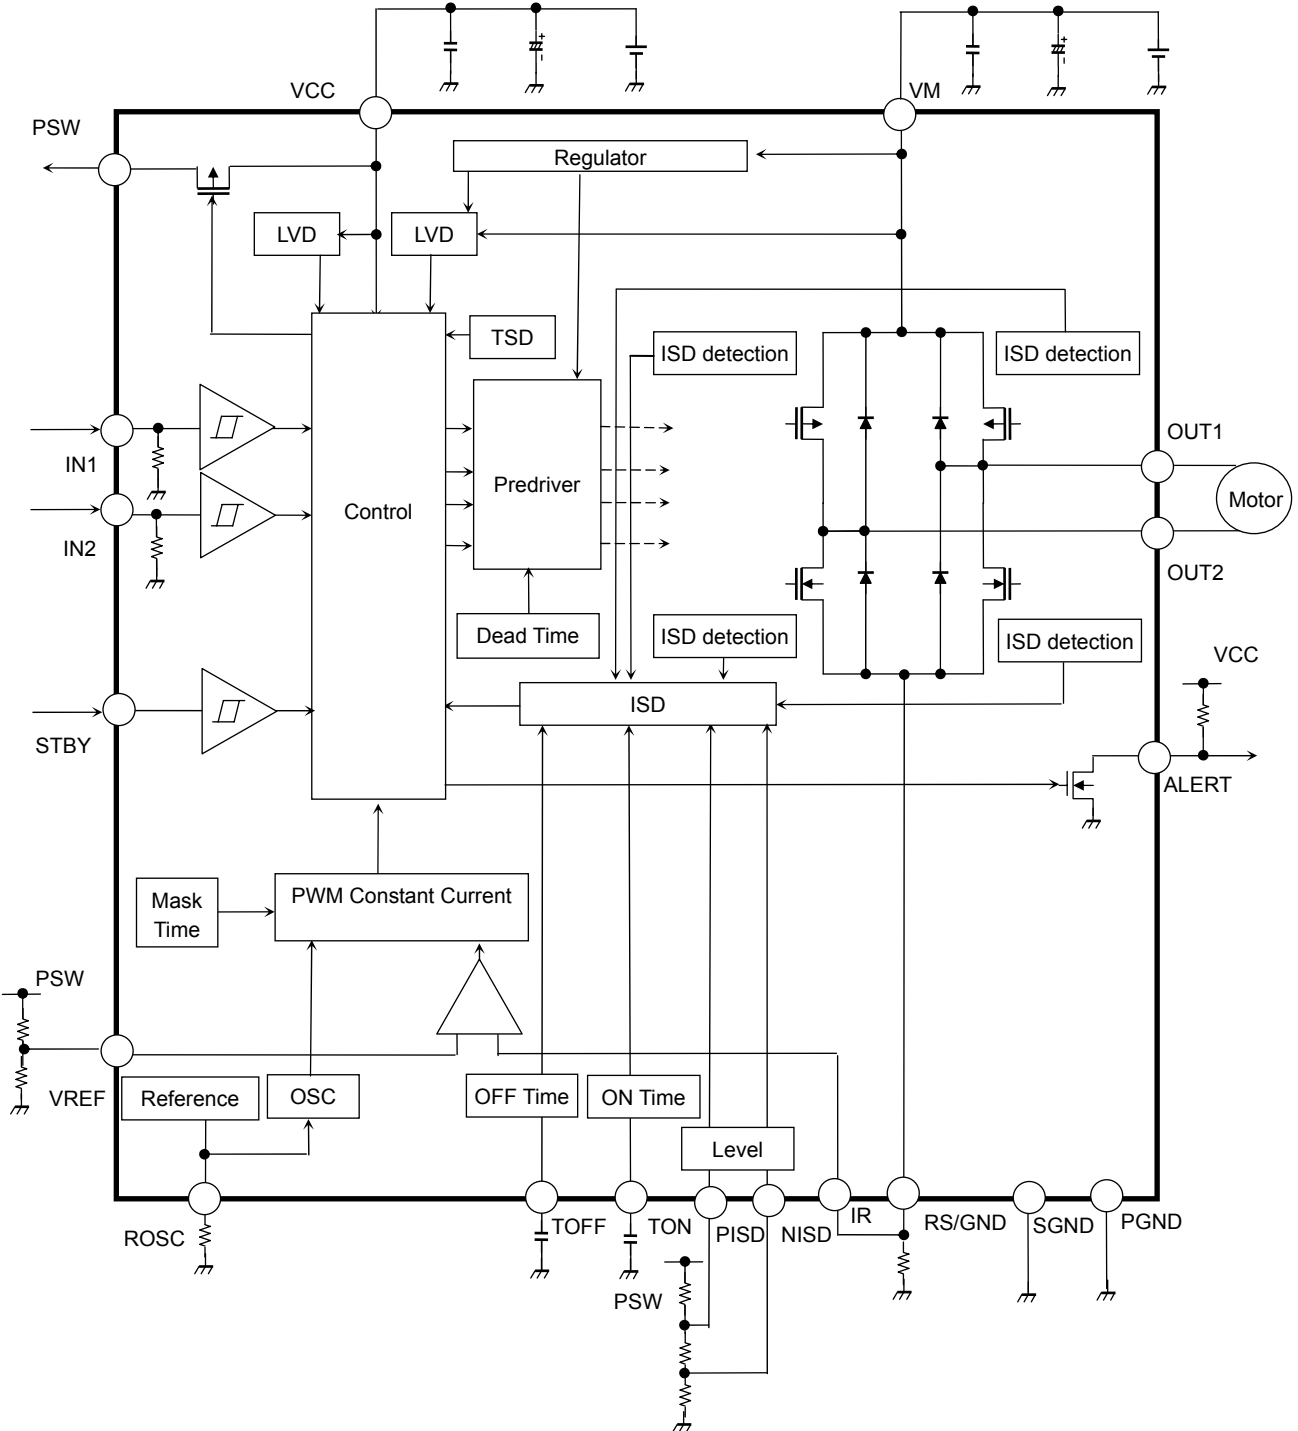 VCC
VM
PSW
Regulator
LVD
LVD
TSD
ISD detection
ISD detection
OUT1
IN1
Predriver
Motor
Control
IN2
OUT2
Dead Time
ISD detection
ISD detection
VCC
ISD
STBY
ALERT
PWM Constant Current
Mask
Time
PSW
VREF
Reference
OSC
OFF Time
ON Time
Level
ROSC
TOFF
TON
PISD
NISD
IR
RS/GND
SGND
PGND
PSW
+
-
+
-